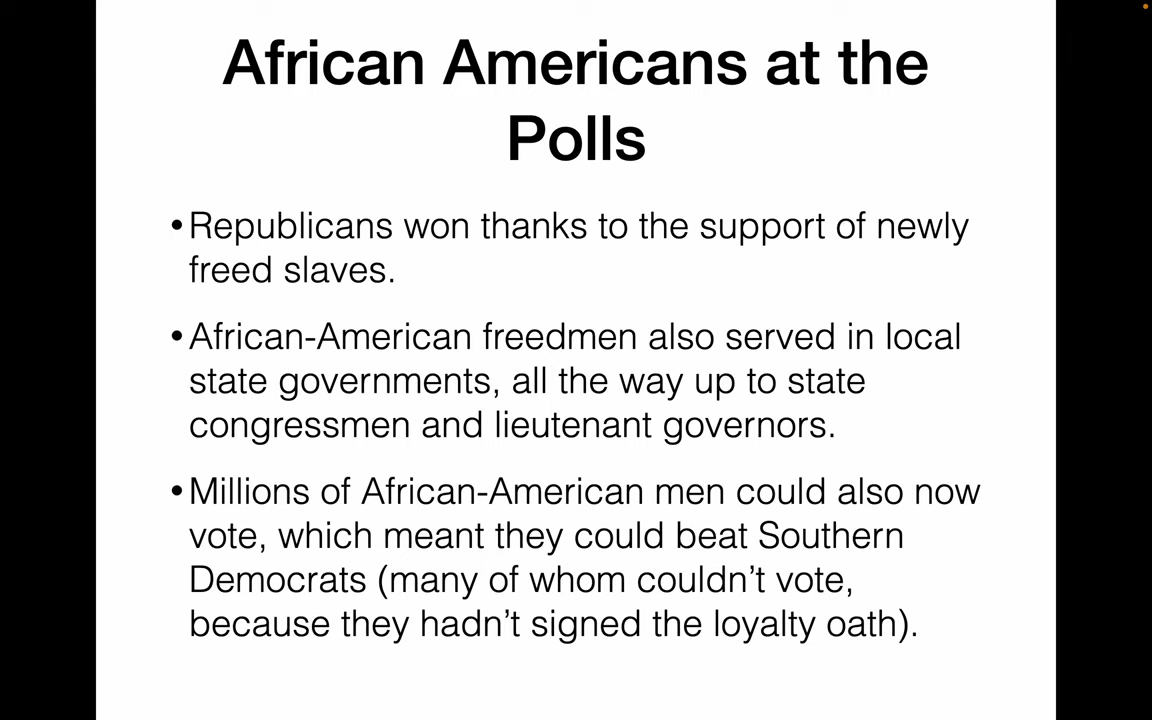 African Americans at the
Polls
•Republicans won thanks to the support of newly
freed slaves.
•African-American freedmen also served in local
state governments, all the way up to state
congressmen and lieutenant governors.
•Millions of African-American men could also now
vote, which meant they could beat Southern
Democrats (many of whom couldn’t vote,
because they hadn’t signed the loyalty oath).